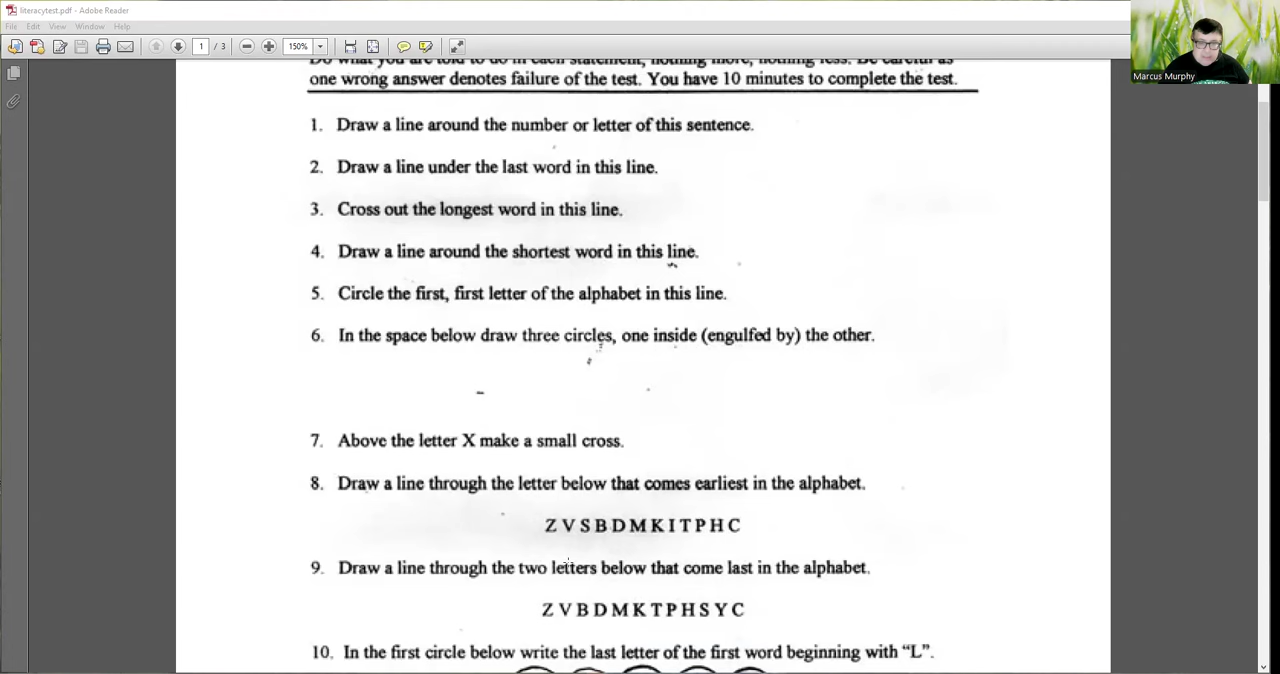 literacytest.pdf - Adobe Reader
File Edit View Window Help
1 / 3 150%
Marcus Murphy
Do what you are told to do in each statement, nothing more, nothing less. Be careful as
one wrong answer denotes failure of the test. You have 10 minutes to complete the test.
1. Draw a line around the number or letter of this sentence.
2. Draw a line under the last word in this line.
3. Cross out the longest word in this line.
4. Draw a line around the shortest word in this line.
5. Circle the first, first letter of the alphabet in this line.
6. In the space below draw three circles, one inside (engulfed by) the other.
7. Above the letter X make a small cross.
8. Draw a line through the letter below that comes earliest in the alphabet.
Z V S B D M K I T P H C
9. Draw a line through the two letters below that come last in the alphabet.
Z V B D M K T P H S Y C
10. In the first circle below write the last letter of the first word beginning with “L”.